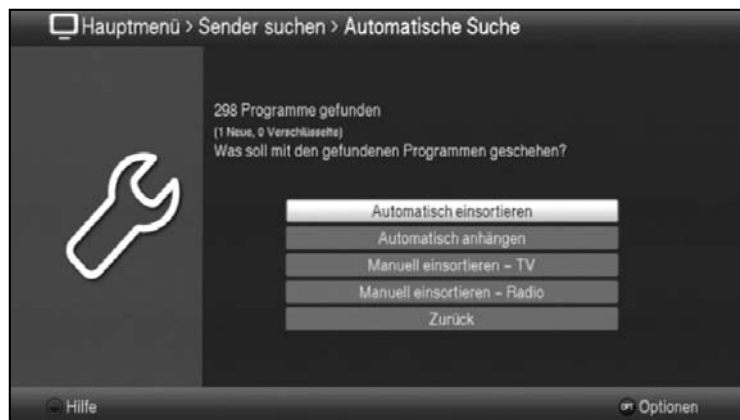 Hauptmenü > Sender suchen > Automatische Suche
298 Programme gefunden
(1 Neue, 0 Verschlüsselte)
Was soll mit den gefundenen Programmen geschehen?
Automatisch einsortieren
Automatisch anhängen
Manuell einsortieren – TV
Manuell einsortieren – Radio
Zurück
Hilfe
OPT Optionen